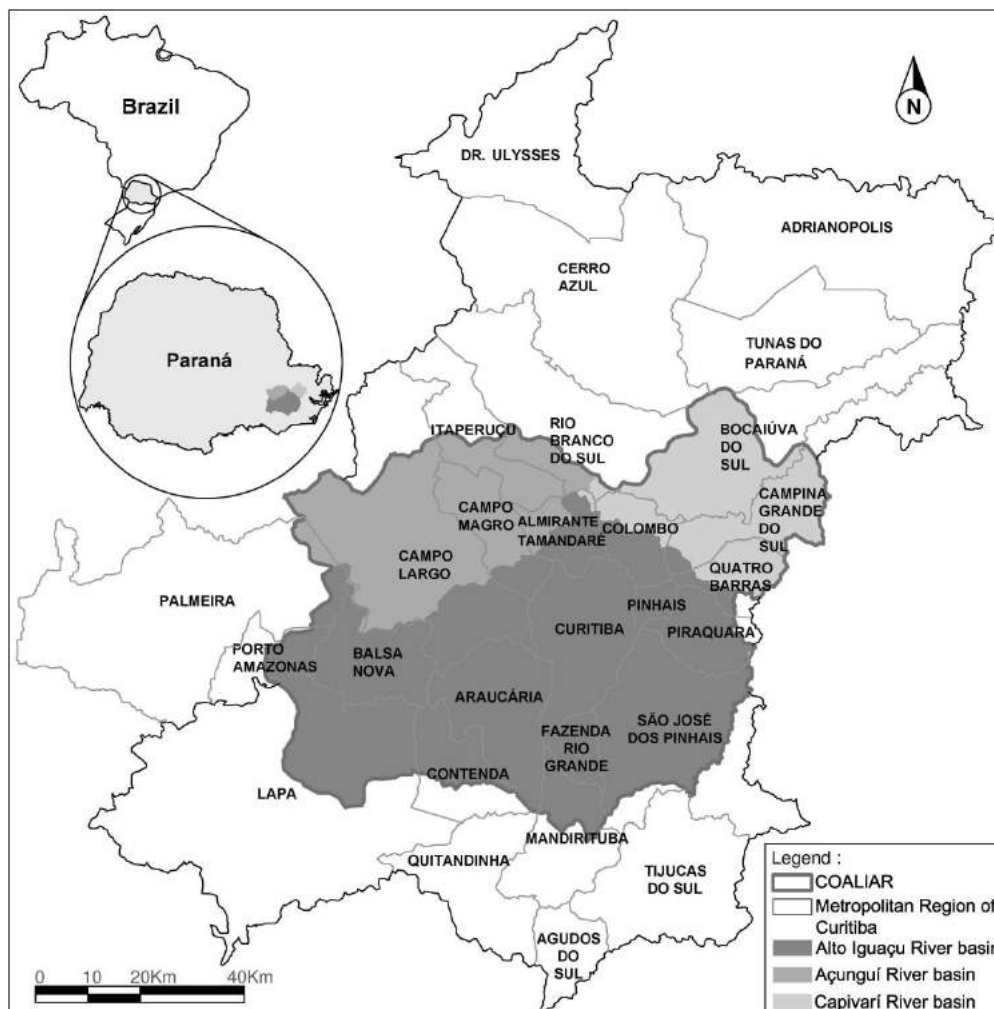 Brazil
N
Paraná
DR. ULYSSES
ADRIANOPOLIS
CERRO
AZUL
TUNAS DO
PARANÁ
ITAPERUÇU
RIO
BRANCO
DO SUL
BOCAIÚVA
DO
SUL
CAMPINA
GRANDE
DO
SUL
CAMPO
MAGRO
ALMIRANTE
TAMANDARÉ
COLOMBO
CAMPO
LARGO
QUATRO
BARRAS
PALMEIRA
PINHAIS
CURITIBA
PIRAQUARA
PORTO
AMAZONAS
BALSA
NOVA
ARAUCÁRIA
SÃO JOSÉ
DOS PINHAIS
FAZENDA
RIO
GRANDE
CONTENDA
LAPA
MANDIRITUBA
QUITANDINHA
TIJUCAS
DO SUL
AGUDOS
DO
SUL
0 10 20Km 40Km
Legend :
COALIAR
Metropolitan Region of
Curitiba
Alto Iguaçu River basin
Açunguí River basin
Capivarí River basin